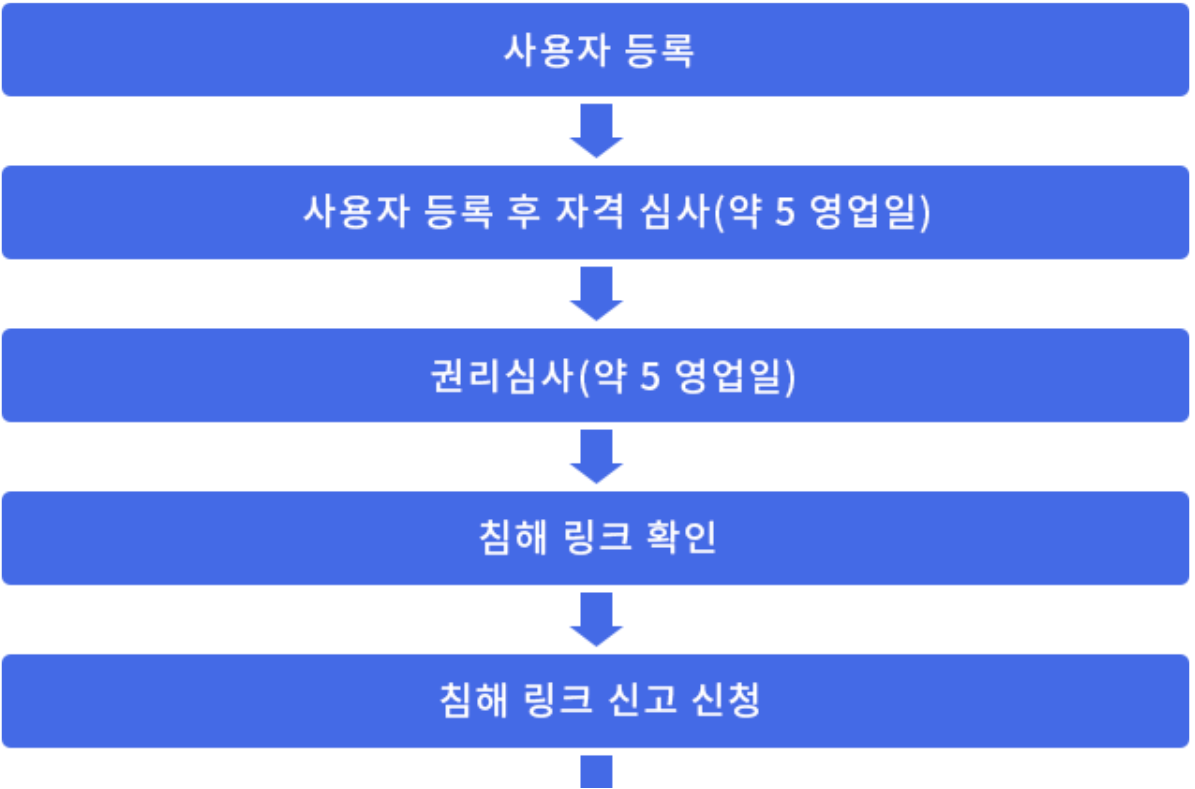 사용자 등록
사용자 등록 후 자격 심사(약 5 영업일)
권리심사(약 5 영업일)
침해 링크 확인
침해 링크 신고 신청